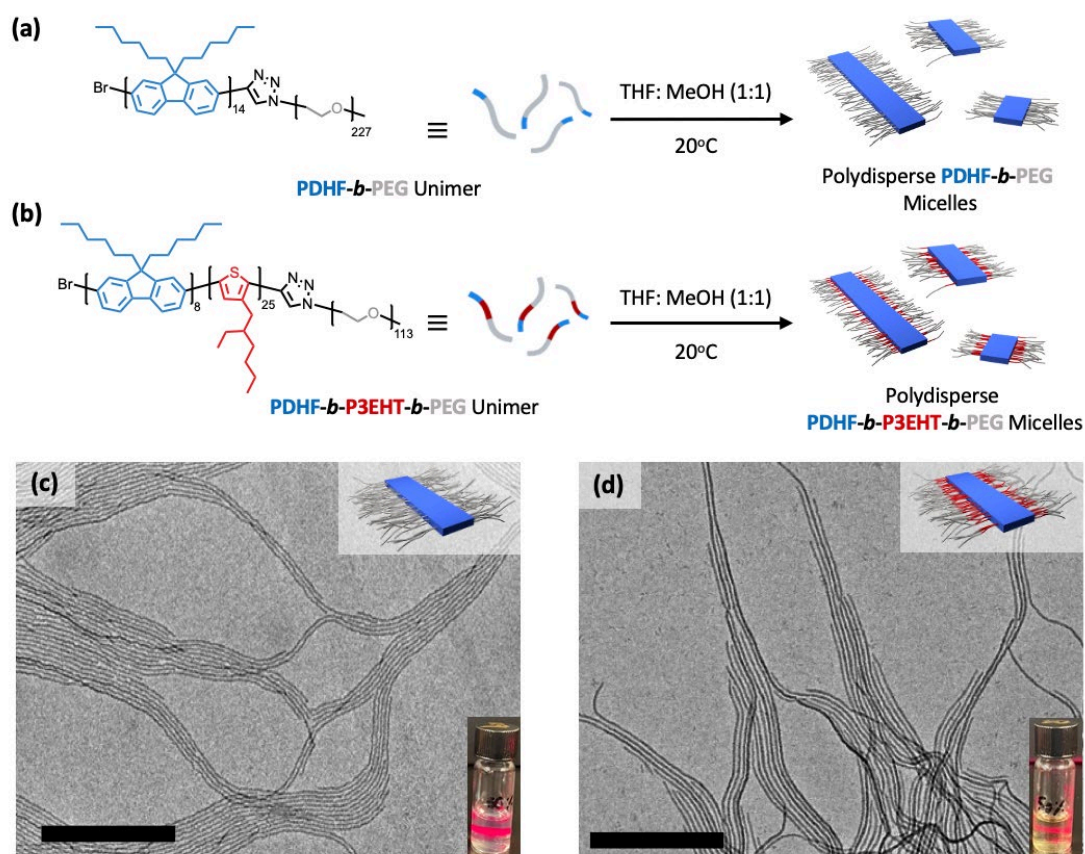 (a)
Br
14
N
N
N
O
227
≡
THF: MeOH (1:1)
20°C
PDHF-b-PEG Unimer
Polydisperse PDHF-b-PEG
Micelles
(b)
Br
8
S
25
N
N
N
O
113
≡
THF: MeOH (1:1)
20°C
PDHF-b-P3EHT-b-PEG Unimer
Polydisperse
PDHF-b-P3EHT-b-PEG Micelles
(c)
(d)